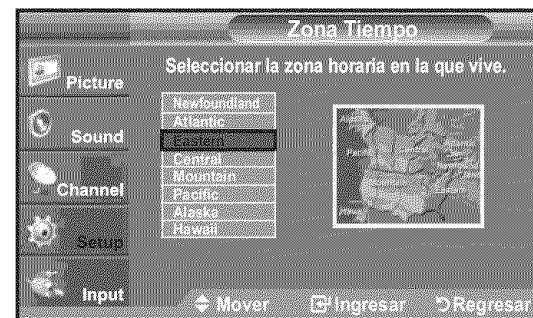 Zona Tiempo
Seleccionar la zona horaria en la que vive.
Picture
Sound
Channel
Setup
Input
Newfoundland
Atlantic
Eastern
Central
Mountain
Pacific
Alaska
Hawaii
Mover Ingresar Regresar